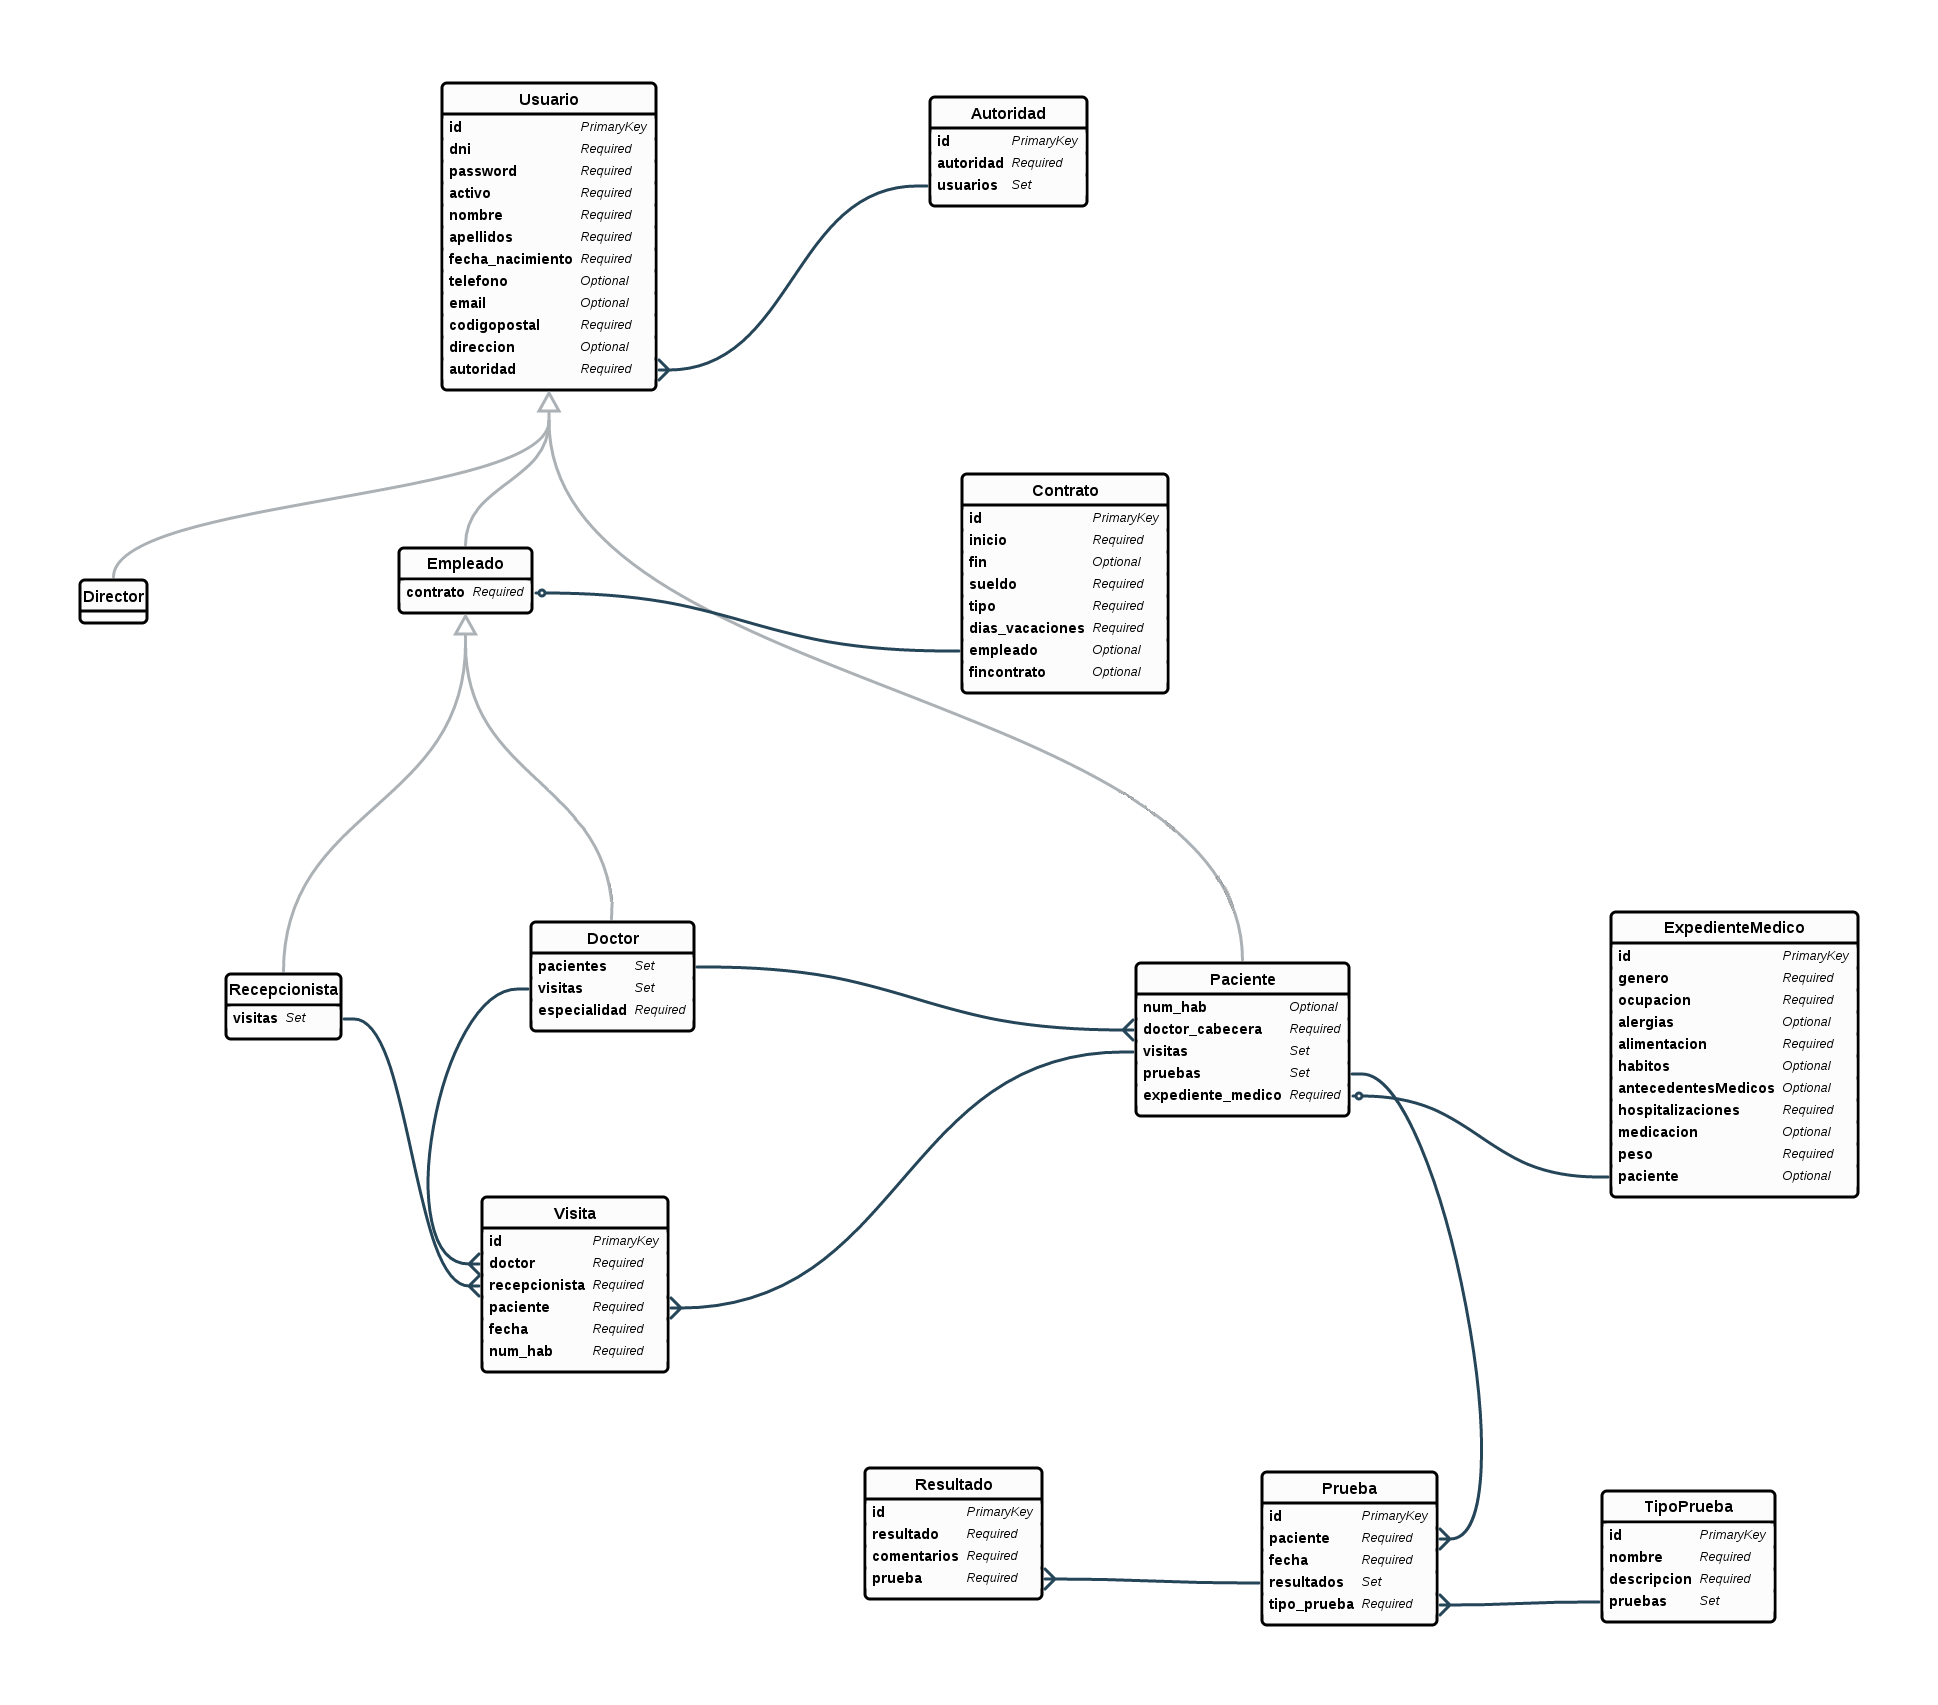 Usuario
id PrimaryKey
dni Required
password Required
activo Required
nombre Required
apellidos Required
fecha_nacimiento Required
telefono Optional
email Optional
codigopostal Required
direccion Optional
autoridad Required
Autoridad
id PrimaryKey
autoridad Required
usuarios Set
Contrato
id PrimaryKey
inicio Required
fin Optional
sueldo Required
tipo Required
dias_vacaciones Required
empleado Optional
fincontrato Optional
Empleado
contrato Required
Director
Recepcionista
visitas Set
Doctor
pacientes Set
visitas Set
especialidad Required
Paciente
num_hab Optional
doctor_cabecera Required
visitas Set
pruebas Set
expediente_medico Required
ExpedienteMedico
id PrimaryKey
genero Required
ocupacion Required
alergias Optional
alimentacion Required
habitos Optional
antecedentesMedicos Optional
hospitalizaciones Required
medicacion Optional
peso Required
paciente Optional
Visita
id PrimaryKey
doctor Required
recepcionista Required
paciente Required
fecha Required
num_hab Required
Resultado
id PrimaryKey
resultado Required
comentarios Required
prueba Required
Prueba
id PrimaryKey
paciente Required
fecha Required
resultados Set
tipo_prueba Required
TipoPrueba
id PrimaryKey
nombre Required
descripcion Required
pruebas Set